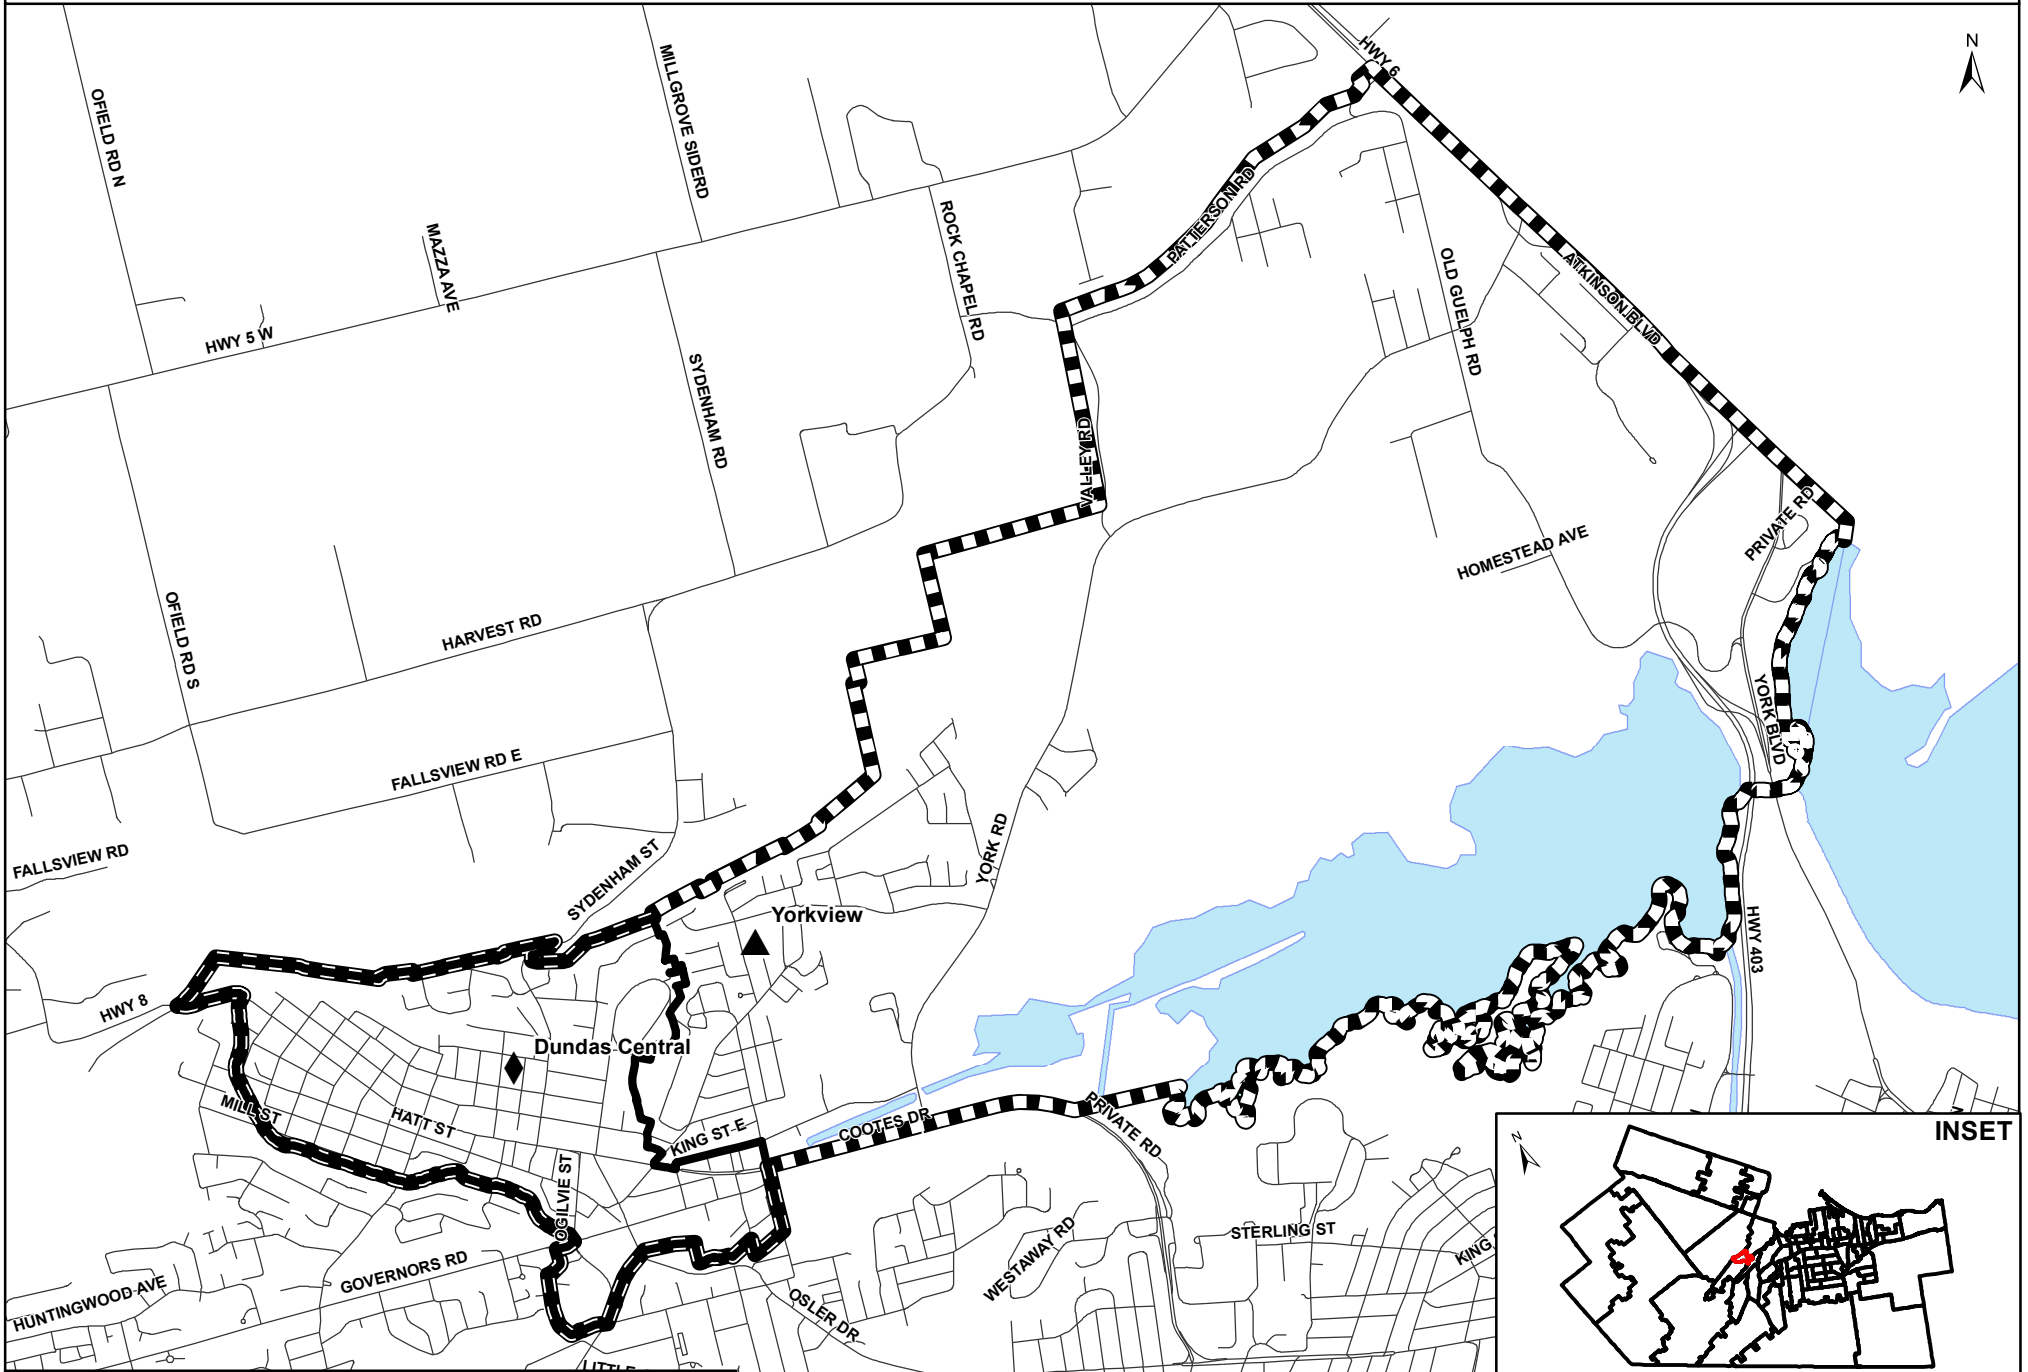 HWY 6
N
OFIELD RD N
MILLGROVE SIDERD
MAZZA AVE
ROCK CHAPEL RD
PATTERSON RD
OLD GUELPH RD
ATKINSON BLVD
HWY 5 W
SYDENHAM RD
VALLEY RD
PRIVATE RD
HOMESTEAD AVE
OFIELD RD S
HARVEST RD
YORK BLVD
FALLSVIEW RD E
FALLSVIEW RD
SYDENHAM ST
YORK RD
Yorkview
HWY 403
HWY 8
Dundas Central
MILL ST
HATT ST
KING ST E
COOTES DR
PRIVATE RD
INSET
N
OGILVIE ST
WESTAWAY RD
STERLING ST
KING
GOVERNORS RD
HUNTINGWOOD AVE
OSLER DR